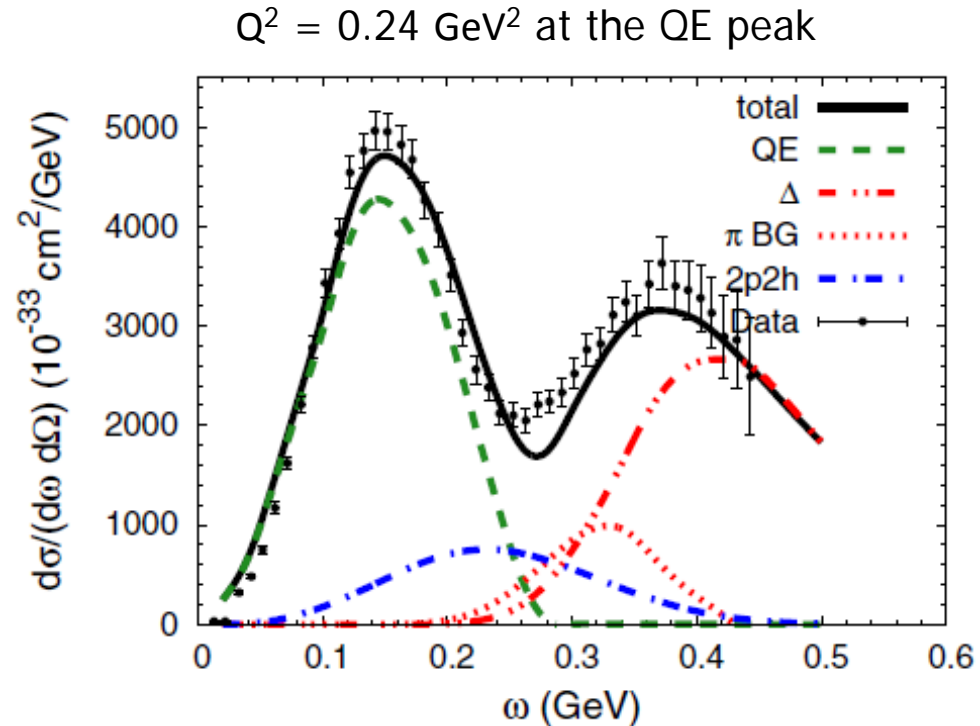 Q² = 0.24 GeV² at the QE peak
dσ/(dω dΩ) (10⁻³³ cm²/GeV)
5000
4000
3000
2000
1000
0
total
QE
Δ
π BG
2p2h
Data
0 0.1 0.2 0.3 0.4 0.5 0.6
ω (GeV)